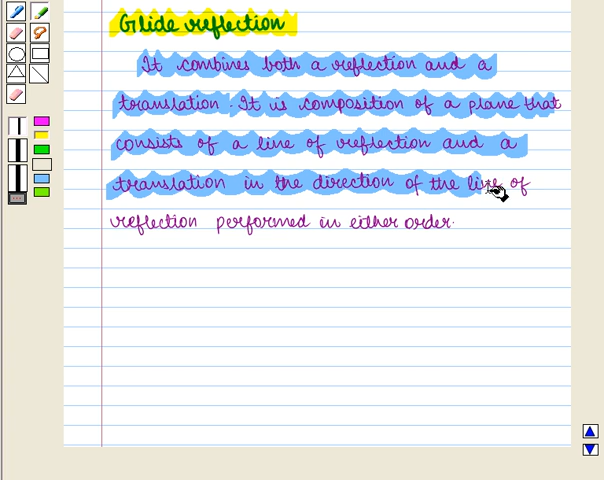 Glide reflection
It combines both a reflection and a
translation. It is composition of a plane that
consists of a line of reflection and a
translation in the direction of the line of
reflection performed in either order.